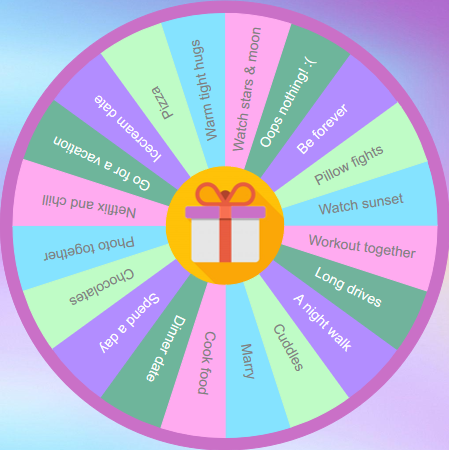 Watch stars & moon
Oops nothing! :(
Be forever
Pillow fights
Watch sunset
Workout together
Long drives
A night walk
Cuddles
Marry
Cook food
Dinner date
Spend a day
Chocolates
Photo together
Netflix and chill
Go for a vacation
Icecream date
Pizza
Warm tight hugs